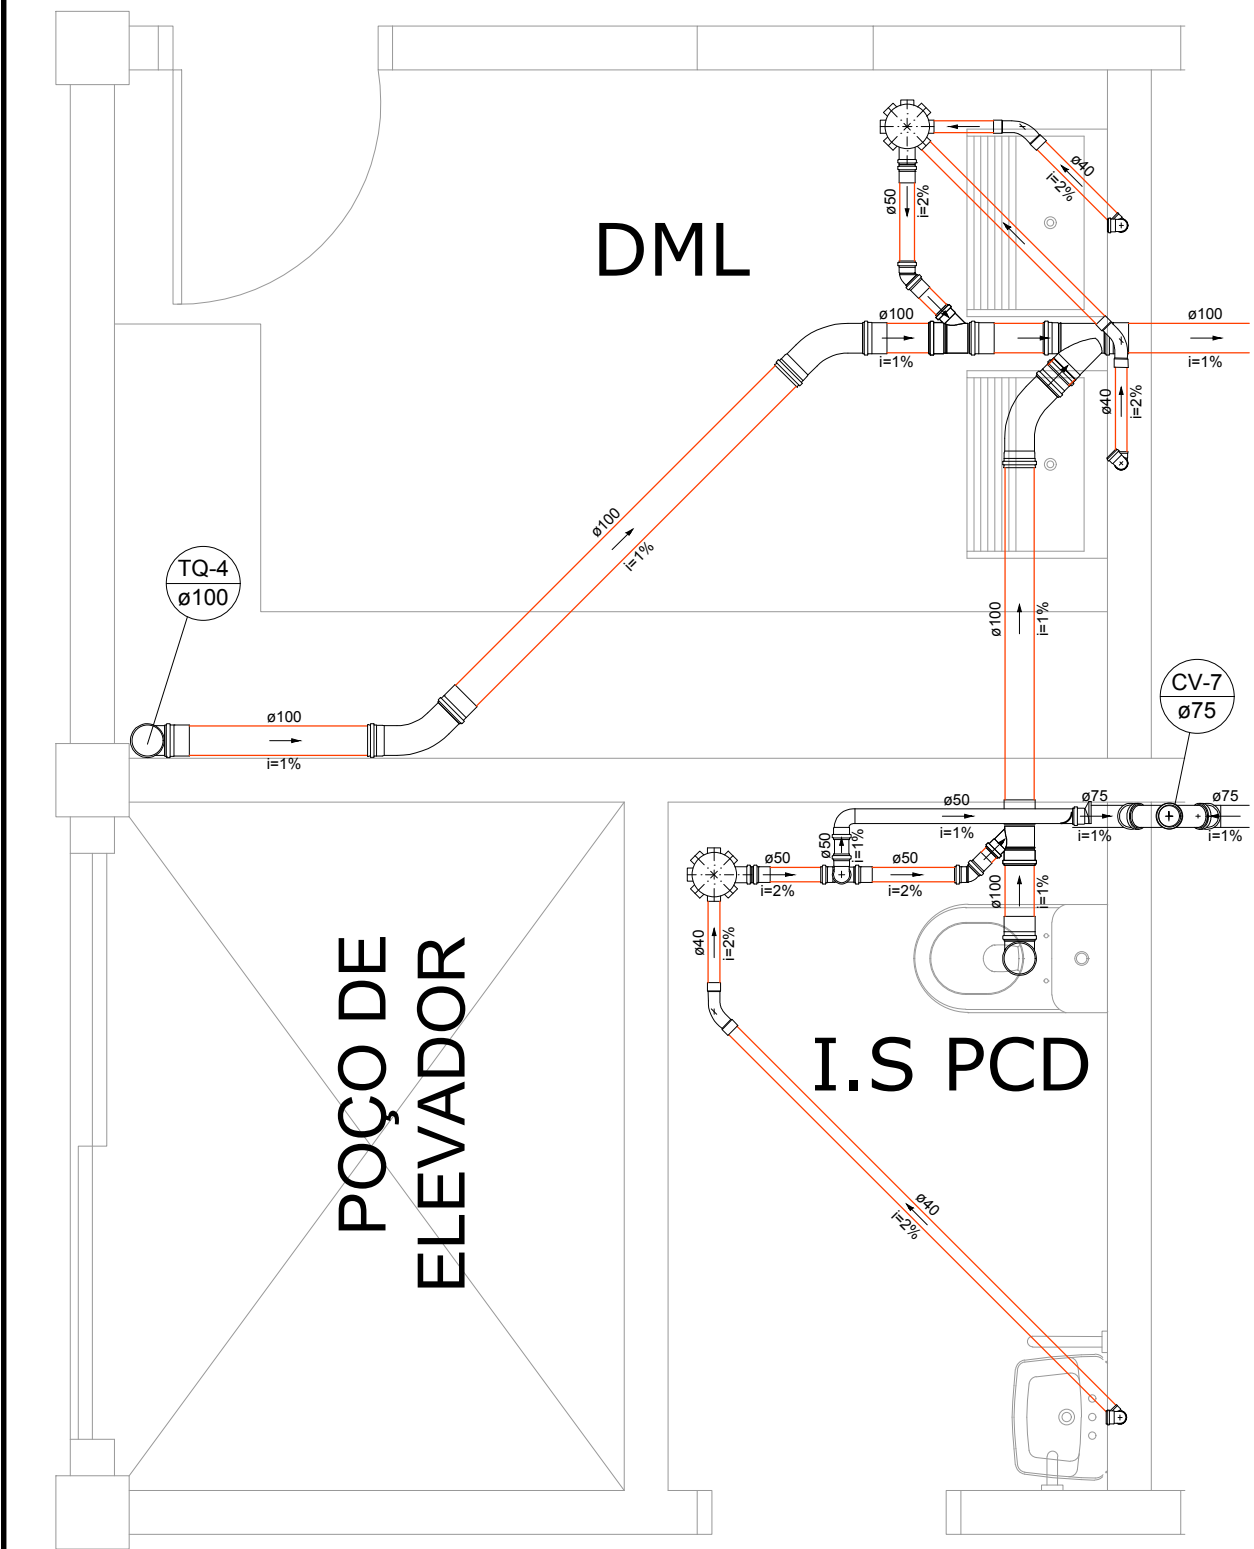 ø40
i=2%
ø50
i=2%
DML
ø100
i=1%
ø100
i=1%
ø40
i=2%
ø100
i=1%
TQ-4
ø100
ø100
i=1%
ø100
i=1%
CV-7
ø75
ø50
i=1%
ø75
i=1%
ø75
i=1%
ø50
i=1%
ø50
i=2%
ø50
i=2%
ø100
i=1%
ø40
i=2%
POÇO DE
ELEVADOR
I.S PCD
ø40
i=2%